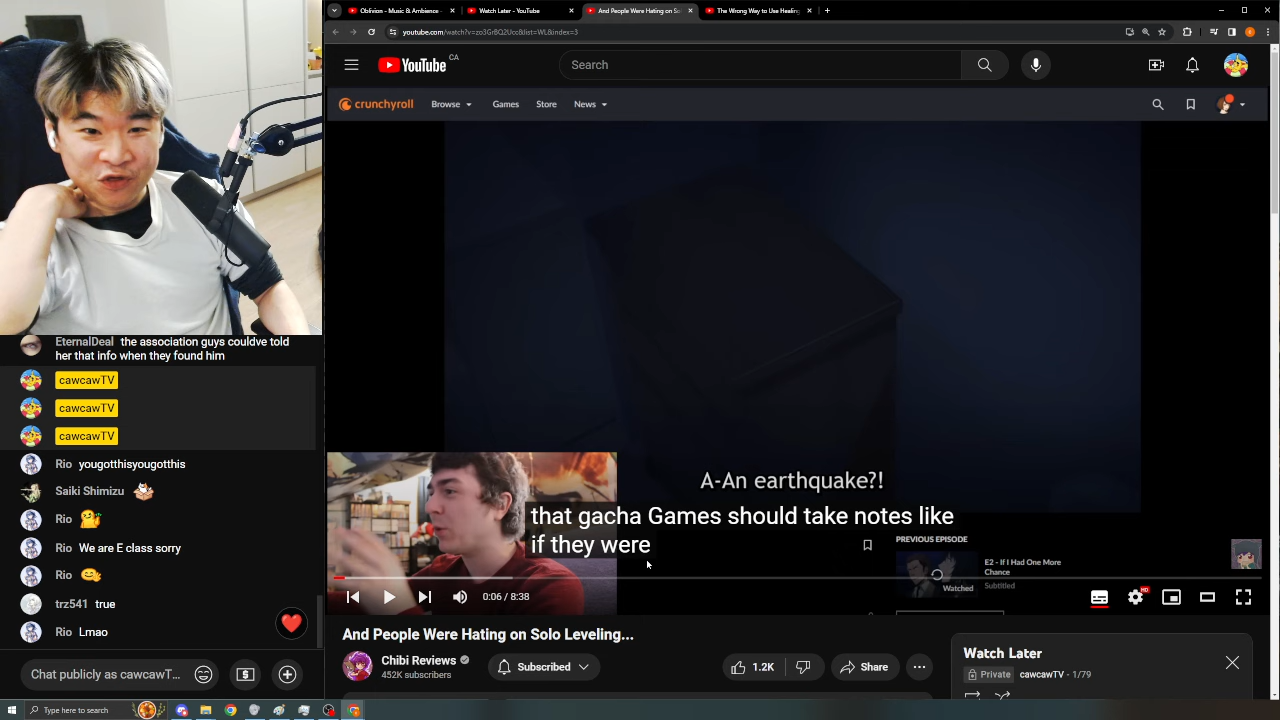 Oblivion - Music & Ambience -
Watch Later - YouTube
And People Were Hating on Sol
The Wrong Way to Use Healing
youtube.com/watch?v=zo3GrBQ2Ucc&list=WL&index=3
YouTube CA
Search
crunchyroll
Browse
Games
Store
News
A-An earthquake?!
that gacha Games should take notes like
if they were
PREVIOUS EPISODE
E2 - If I Had One More
Chance
Subtitled
Watched
0:06 / 8:38
HD
And People Were Hating on Solo Leveling...
Chibi Reviews
452K subscribers
Subscribed
1.2K
Share
Watch Later
Private
cawcawTV - 1/79
EternalDeal the association guys couldve told
her that info when they found him
cawcawTV
cawcawTV
cawcawTV
Rio yougotthisyougotthis
Saiki Shimizu
Rio
Rio We are E class sorry
Rio
trz541 true
Rio Lmao
Chat publicly as cawcawT...
Type here to search